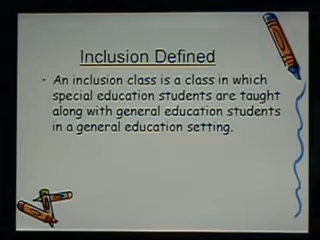 Inclusion Defined
· An inclusion class is a class in which
special education students are taught
along with general education students
in a general education setting.